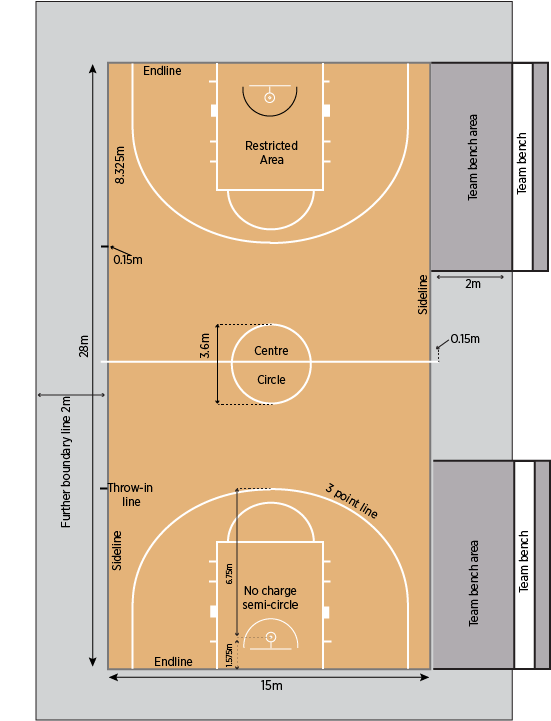 Endline
Restricted
Area
8.325m
Team bench area
Team bench
0.15m
2m
Sideline
3.6m
Centre
Circle
0.15m
28m
Further boundary line 2m
Throw-in
line
3 point line
Sideline
6.75m
No charge
semi-circle
Team bench area
Team bench
1.575m
Endline
15m